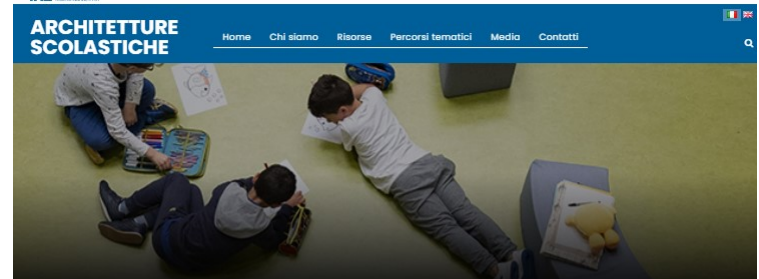 ARCHITETTURE
SCOLASTICHE
Home Chi siamo Risorse Percorsi tematici Media Contatti